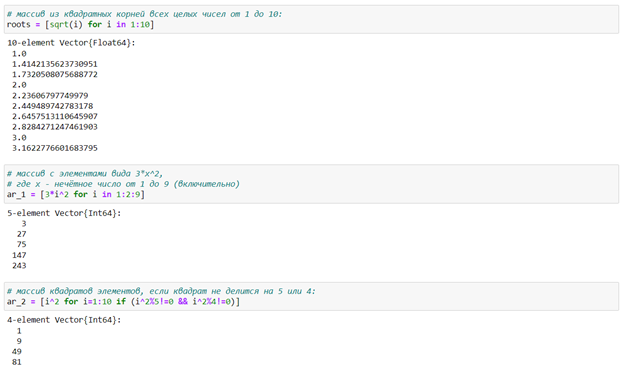 # массив из квадратных корней всех целых чисел от 1 до 10:
roots = [sqrt(i) for i in 1:10]
10-element Vector{Float64}:
1.0
1.4142135623730951
1.7320508075688772
2.0
2.23606797749979
2.449489742783178
2.6457513110645907
2.8284271247461903
3.0
3.1622776601683795
# массив с элементами вида 3*x^2,
# где x - нечётное число от 1 до 9 (включительно)
ar_1 = [3*i^2 for i in 1:2:9]
5-element Vector{Int64}:
3
27
75
147
243
# массив квадратов элементов, если квадрат не делится на 5 или 4:
ar_2 = [i^2 for i=1:10 if (i^2%5!=0 && i^2%4!=0)]
4-element Vector{Int64}:
1
9
49
81